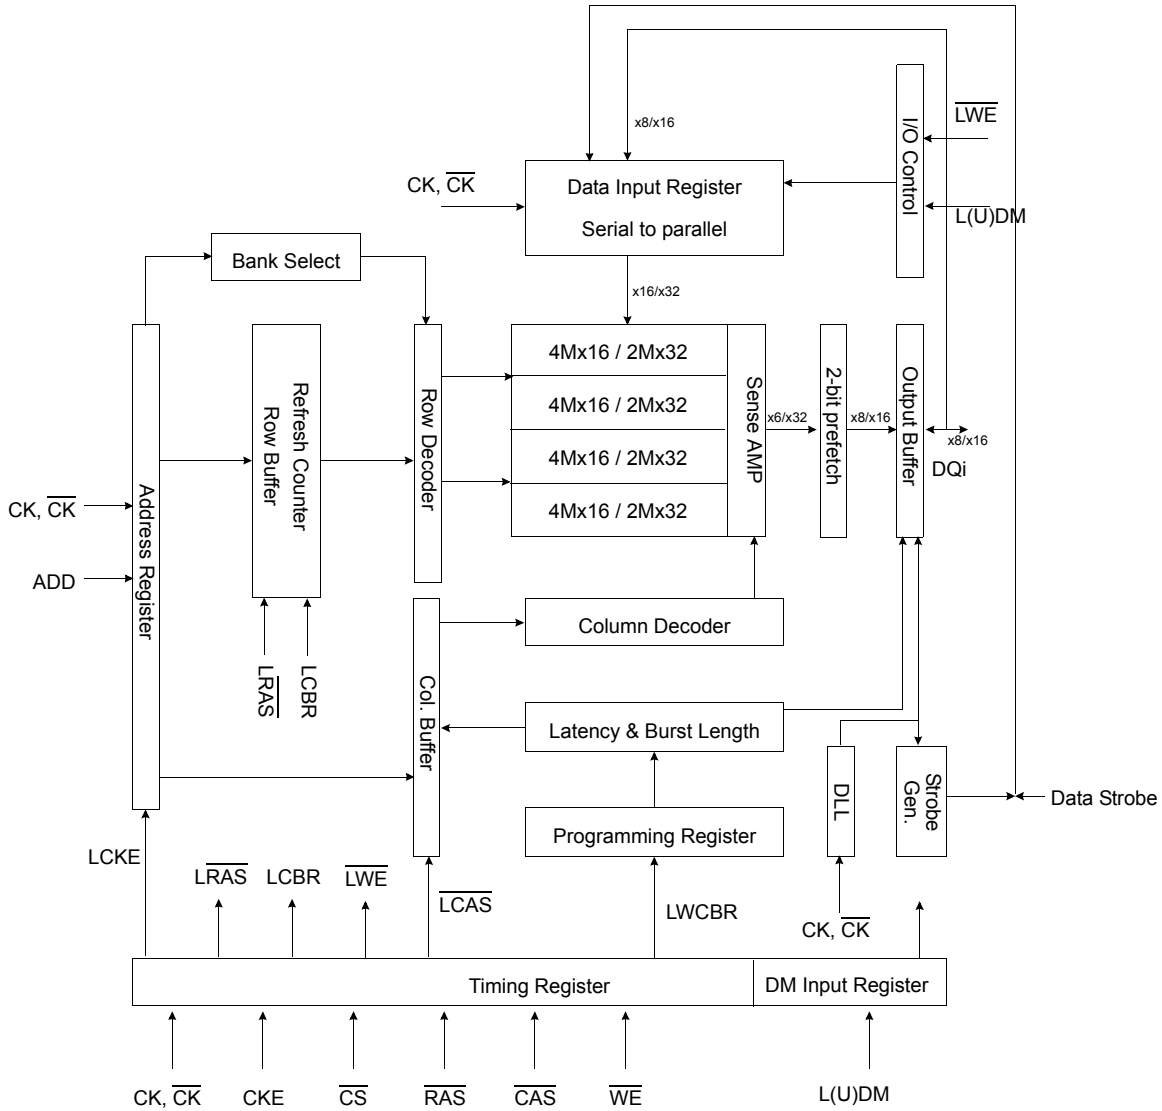 x8/x16
LWE
I/O Control
CK, CK
Data Input Register
Serial to parallel
L(U)DM
Bank Select
x16/x32
Address Register
Refresh Counter
Row Buffer
Row Decoder
4Mx16 / 2Mx32
4Mx16 / 2Mx32
4Mx16 / 2Mx32
4Mx16 / 2Mx32
Sense AMP
x6/x32
2-bit prefetch
x8/x16
Output Buffer
x8/x16
DQi
CK, CK
ADD
LRAS
LCBR
Col. Buffer
Column Decoder
Latency & Burst Length
DLL
Strobe
Gen.
Data Strobe
Programming Register
LCKE
LRAS
LCBR
LWE
LCAS
LWCBR
CK, CK
Timing Register
DM Input Register
CK, CK
CKE
CS
RAS
CAS
WE
L(U)DM